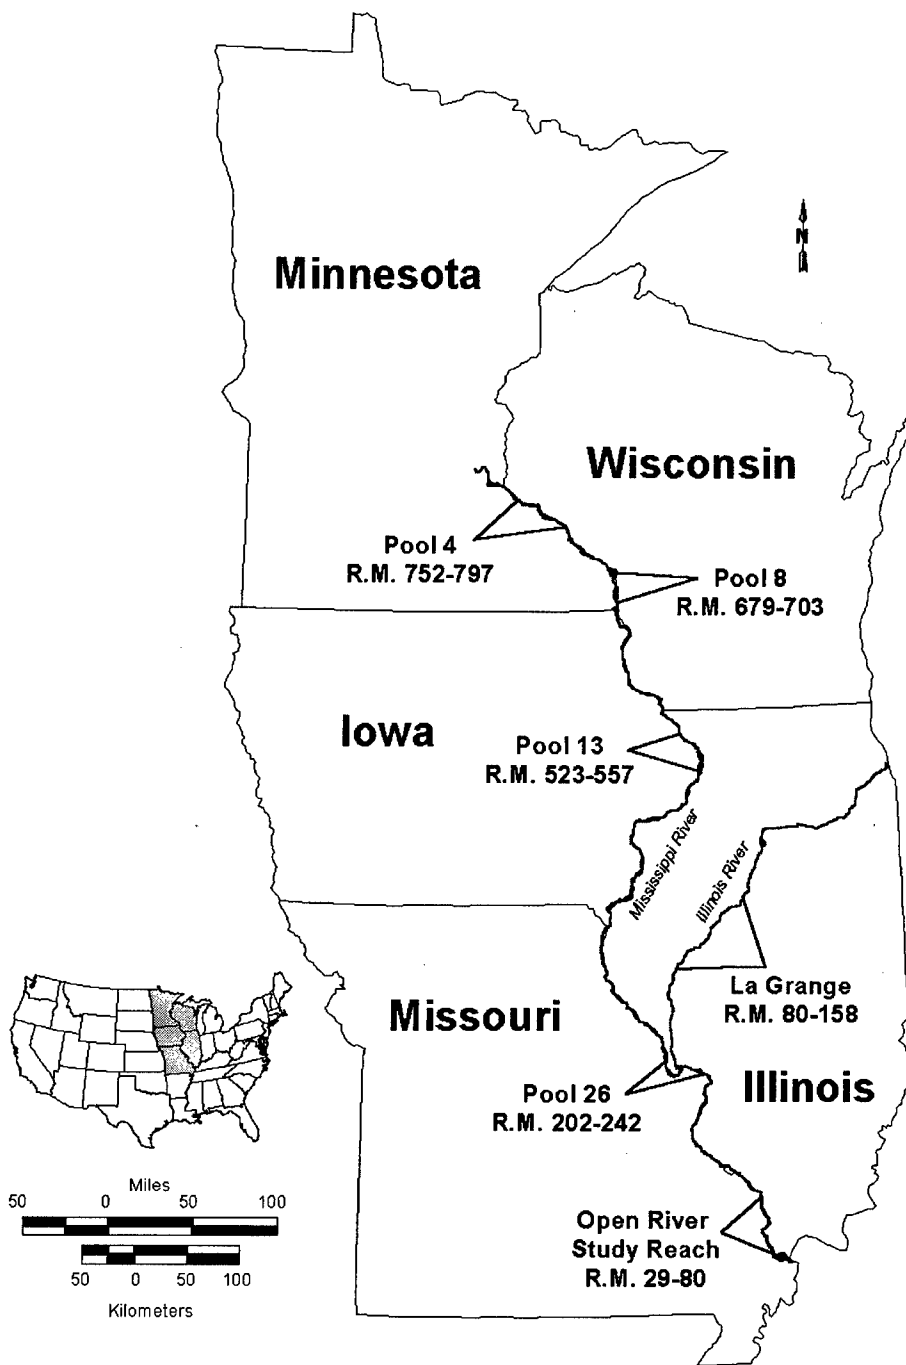 N
Minnesota
Wisconsin
Pool 4
R.M. 752-797
Pool 8
R.M. 679-703
Iowa
Pool 13
R.M. 523-557
Mississippi River
Illinois River
La Grange
R.M. 80-158
Missouri
Pool 26
R.M. 202-242
Illinois
Open River
Study Reach
R.M. 29-80
Miles
50 0 50 100
50 0 50 100
Kilometers